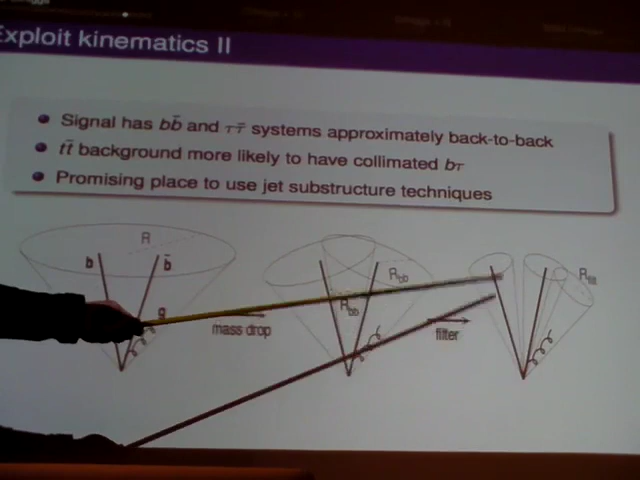 Exploit kinematics II
Signal has bb̄ and ττ̄ systems approximately back-to-back
tt̄ background more likely to have collimated bτ
Promising place to use jet substructure techniques
R
b
b̄
g
mass drop
R_bb
R_bb
filter
R_filt